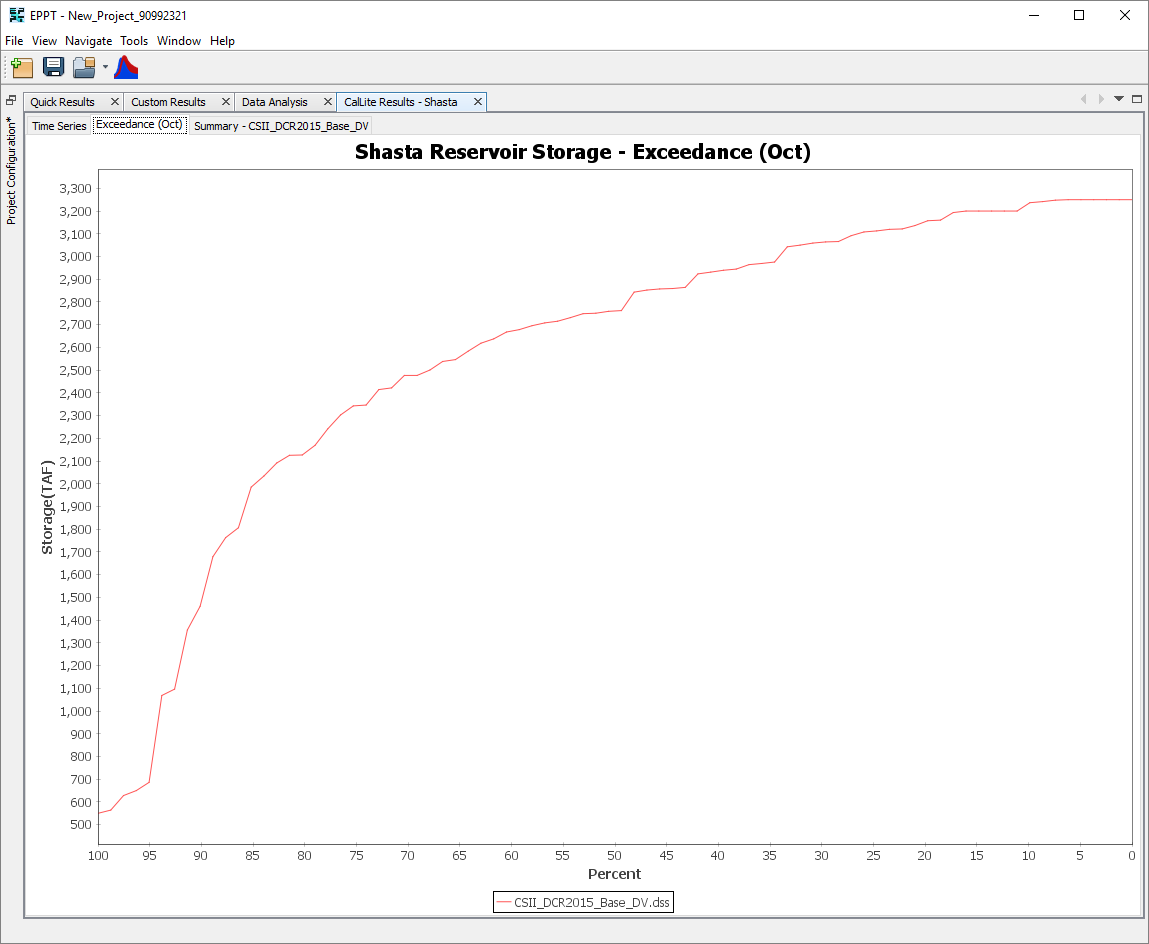 EPPT - New_Project_90992321
File View Navigate Tools Window Help
Quick Results Custom Results Data Analysis CalLite Results - Shasta
Project Configuration*
Time Series Exceedance (Oct) Summary - CSII_DCR2015_Base_DV
Shasta Reservoir Storage - Exceedance (Oct)
Storage(TAF)
3,300
3,200
3,100
3,000
2,900
2,800
2,700
2,600
2,500
2,400
2,300
2,200
2,100
2,000
1,900
1,800
1,700
1,600
1,500
1,400
1,300
1,200
1,100
1,000
900
800
700
600
500
100 95 90 85 80 75 70 65 60 55 50 45 40 35 30 25 20 15 10 5 0
Percent
CSII_DCR2015_Base_DV.dss